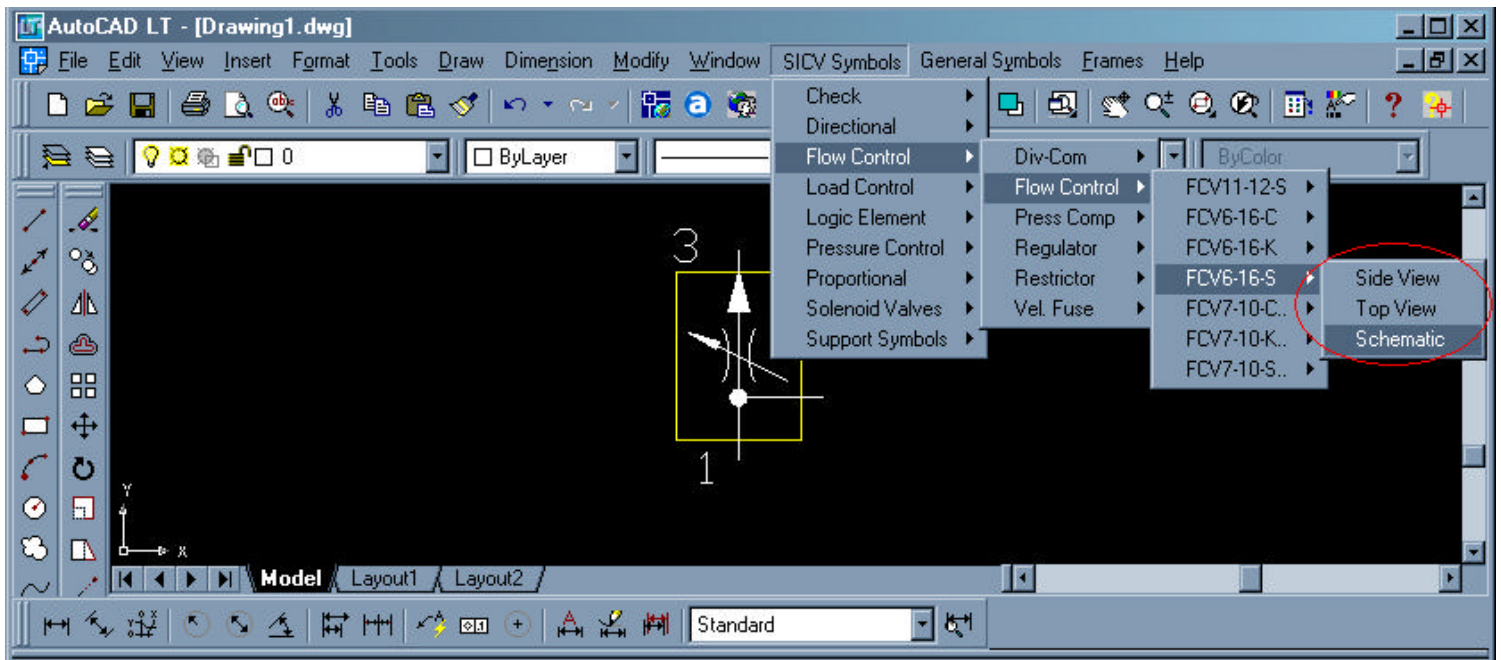 AutoCAD LT - [Drawing1.dwg]
File Edit View Insert Format Tools Draw Dimension Modify Window SICV Symbols General Symbols Frames Help
0 ByLayer ByColor
Check
Directional
Flow Control
Load Control
Logic Element
Pressure Control
Proportional
Solenoid Valves
Support Symbols
Div-Com
Flow Control
Press Comp
Regulator
Restrictor
Vel. Fuse
FCV11-12-S
FCV6-16-C
FCV6-16-K
FCV6-16-S
FCV7-10-C..
FCV7-10-K..
FCV7-10-S..
Side View
Top View
Schematic
3
1
Y
X
Model Layout1 Layout2
Standard